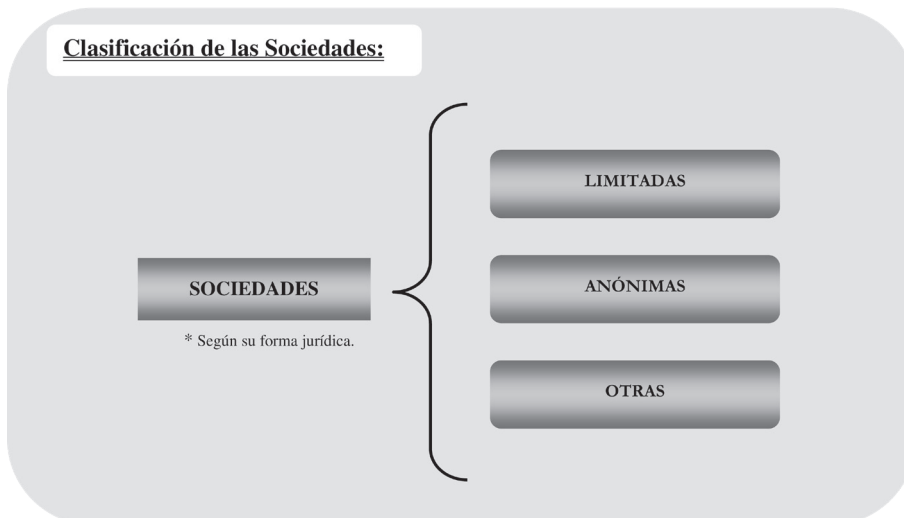 Clasificación de las Sociedades:
LIMITADAS
SOCIEDADES
* Según su forma jurídica.
ANÓNIMAS
OTRAS